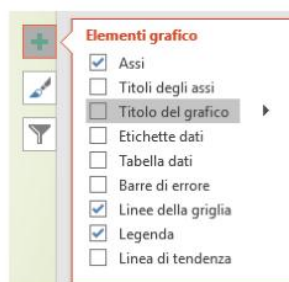 Elementi grafico
Assi
Titoli degli assi
Titolo del grafico
Etichette dati
Tabella dati
Barre di errore
Linee della griglia
Legenda
Linea di tendenza